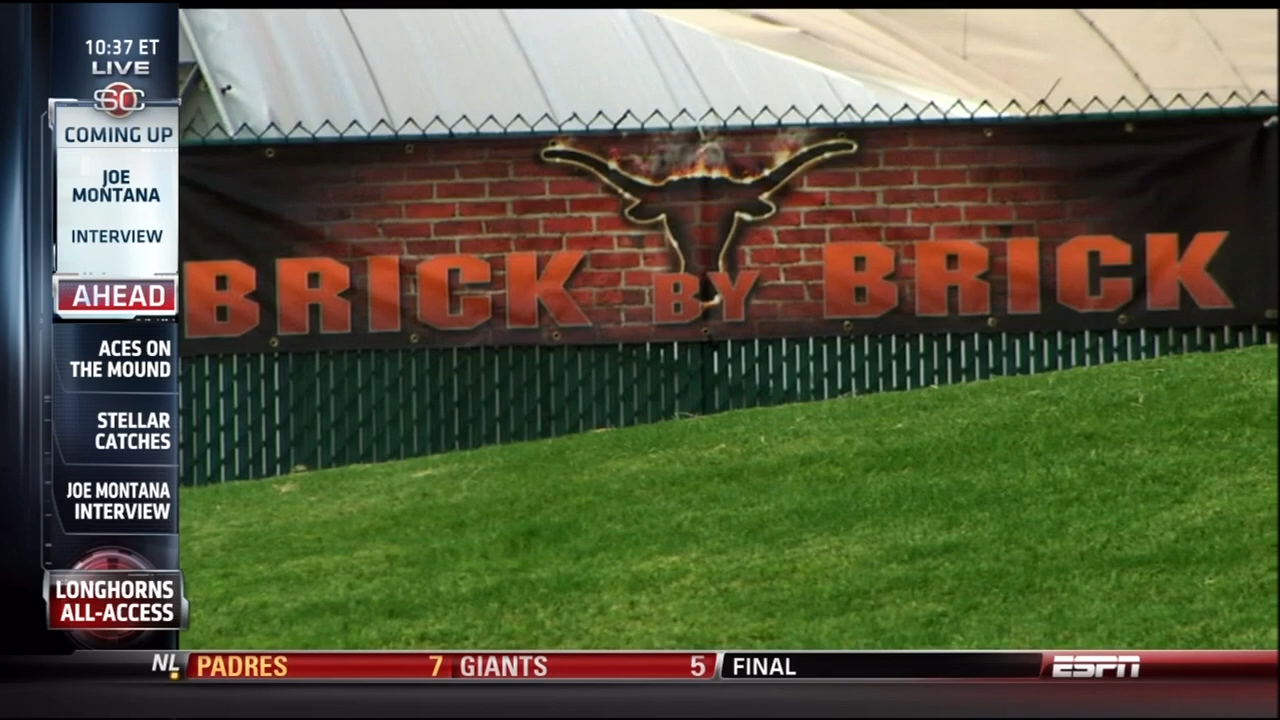 10:37 ET
LIVE
SC
COMING UP
JOE
MONTANA
INTERVIEW
AHEAD
ACES ON
THE MOUND
STELLAR
CATCHES
JOE MONTANA
INTERVIEW
LONGHORNS
ALL-ACCESS
BRICK BY BRICK
NL PADRES 7 GIANTS 5 FINAL ESPN